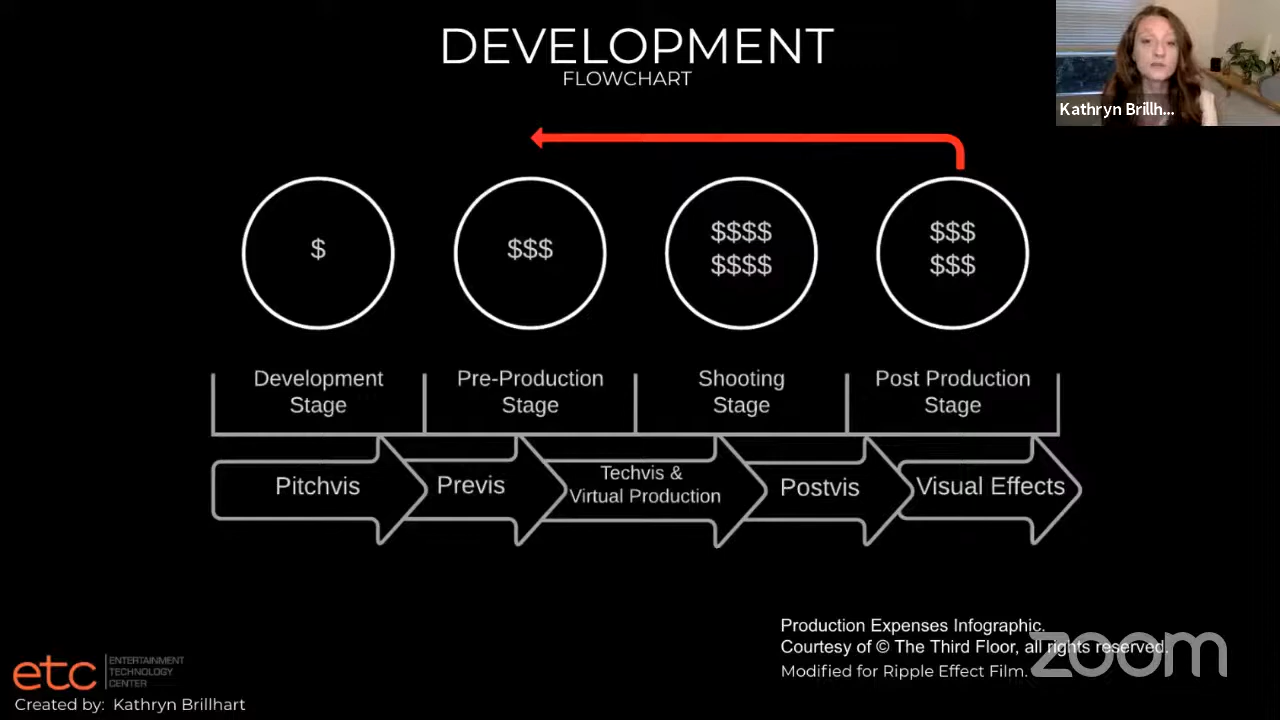 DEVELOPMENT
FLOWCHART
Kathryn Brillh...
$
$$$
$$$$
$$$$
$$$
$$$
Development
Stage
Pre-Production
Stage
Shooting
Stage
Post Production
Stage
Pitchvis
Previs
Techvis &
Virtual Production
Postvis
Visual Effects
Production Expenses Infographic.
Courtesy of © The Third Floor, all rights reserved.
Modified for Ripple Effect Film.
zoom
etc
ENTERTAINMENT
TECHNOLOGY
CENTER
Created by: Kathryn Brillhart